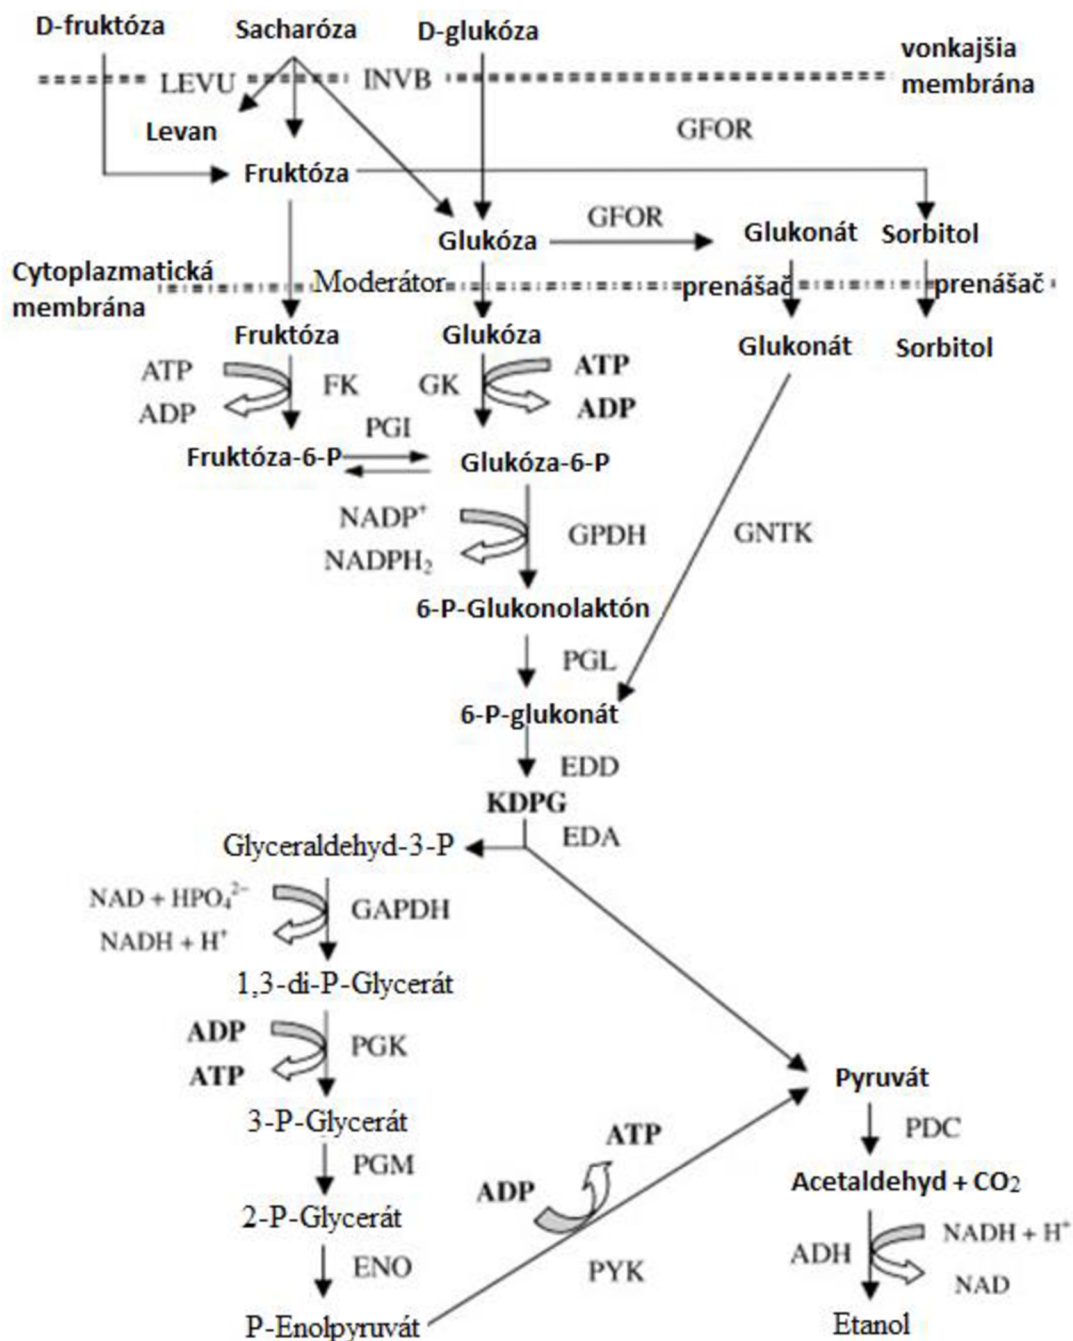 D-fruktóza
Sacharóza
D-glukóza
vonkajšia
membrána
LEVU
INVB
Levan
GFOR
Fruktóza
GFOR
Glukóza
Glukonát
Sorbitol
Cytoplazmatická
membrána
Moderátor
prenášač
prenášač
Fruktóza
Glukóza
Glukonát
Sorbitol
ATP
FK
GK
ATP
ADP
ADP
PGI
Fruktóza-6-P
Glukóza-6-P
NADP⁺
GPDH
GNTK
NADPH₂
6-P-Glukonolaktón
PGL
6-P-glukonát
EDD
KDPG
EDA
Glyceraldehyd-3-P
NAD + HPO₄²⁻
GAPDH
NADH + H⁺
1,3-di-P-Glycerát
ADP
PGK
ATP
Pyruvát
3-P-Glycerát
PDC
ATP
PGM
ADP
Acetaldehyd + CO₂
2-P-Glycerát
NADH + H⁺
ADH
ENO
PYK
NAD
P-Enolpyruvát
Etanol